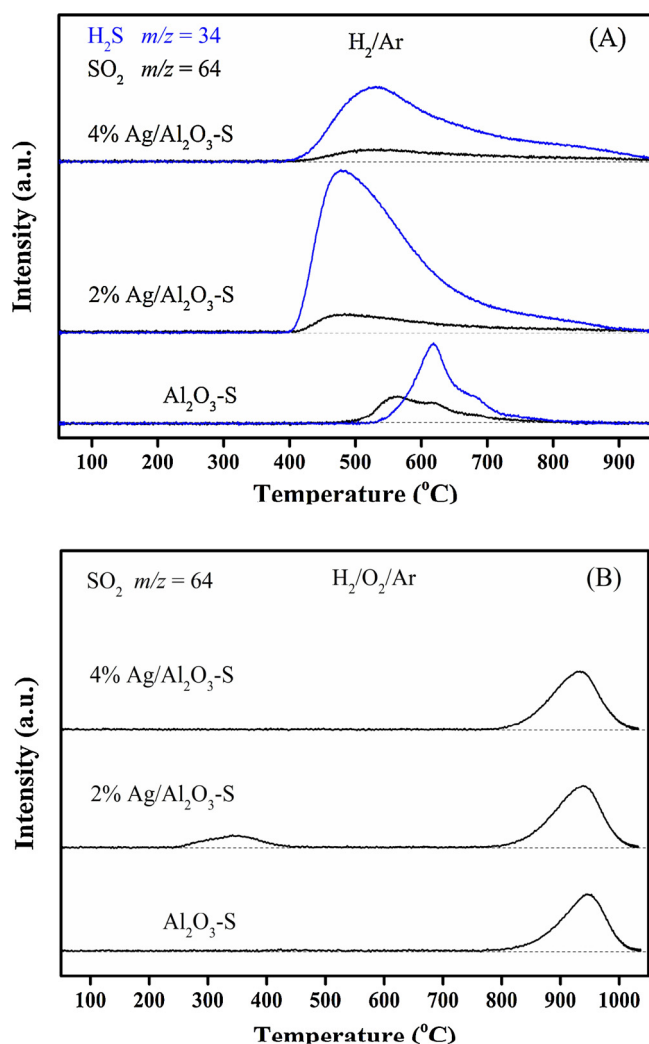 H₂S m/z = 34
H₂/Ar
(A)
SO₂ m/z = 64
4% Ag/Al₂O₃-S
2% Ag/Al₂O₃-S
Al₂O₃-S
Intensity (a.u.)
100 200 300 400 500 600 700 800 900
Temperature (°C)
SO₂ m/z = 64
H₂/O₂/Ar
(B)
4% Ag/Al₂O₃-S
2% Ag/Al₂O₃-S
Al₂O₃-S
Intensity (a.u.)
100 200 300 400 500 600 700 800 900 1000
Temperature (°C)